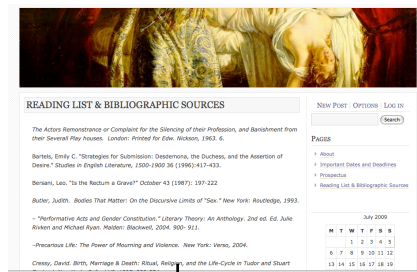 READING LIST & BIBLIOGRAPHIC SOURCES
The Actors Remonstrance or Complaint for the Silencing of their Profession, and Banishment from
their Severall Play houses. London: Printed for Edw. Nickson, 1963. 6.
Bartels, Emily C. "Strategies for Submission: Desdemona, the Duchess, and the Assertion of
Desire." Studies in English Literature, 1500-1900 36 (1996):417-433.
Bersani, Leo. "Is the Rectum a Grave?" October 43 (1987): 197-222
Butler, Judith. Bodies That Matter: On the Discursive Limits of "Sex." New York: Routledge, 1993.
- "Performative Acts and Gender Constitution." Literary Theory: An Anthology. 2nd ed. Ed. Julie
Rivken and Michael Ryan. Malden: Blackwell, 2004. 900- 911.
-Precarious Life: The Power of Mourning and Violence. New York: Verso, 2004.
Cressy, David. Birth, Marriage & Death: Ritual, Religion, and the Life-Cycle in Tudor and Stuart
NEW POST | OPTIONS | LOG IN
Search
PAGES
About
Important Dates and Deadlines
Prospectus
Reading List & Bibliographic Sources
July 2009
M T W T F S S
1 2 3 4 5
6 7 8 9 10 11 12
13 14 15 16 17 18 19